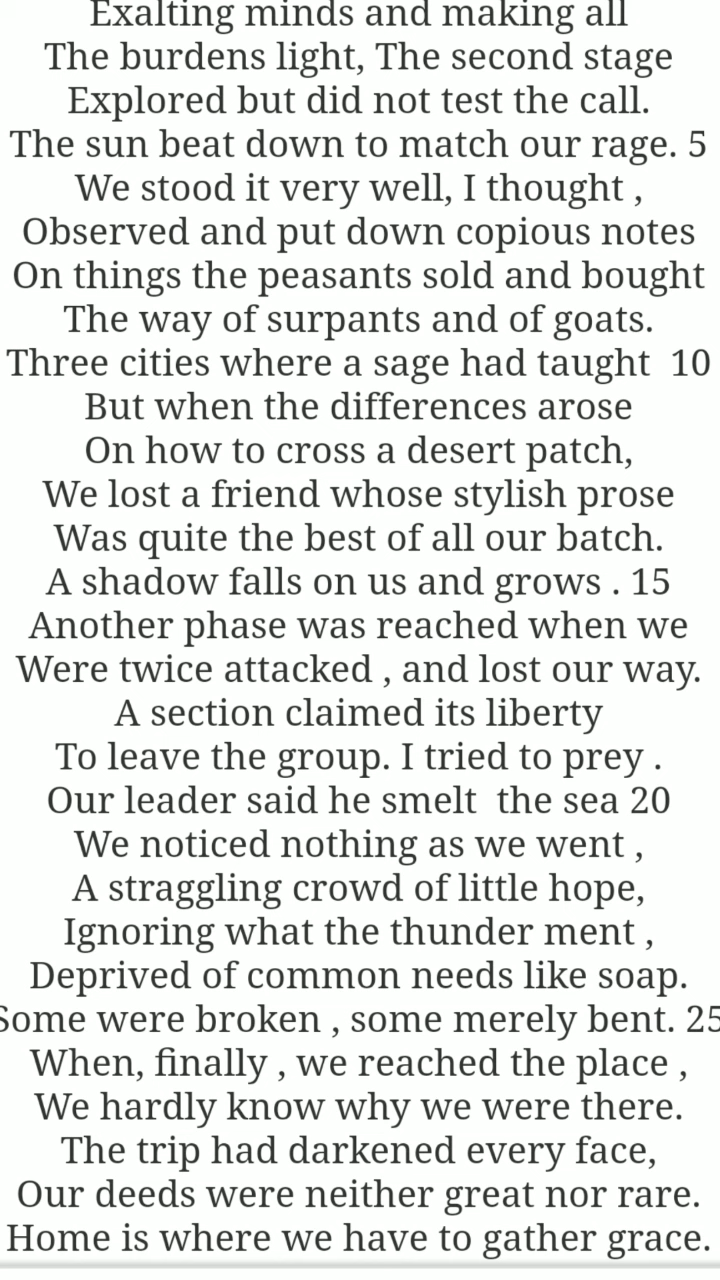 Exalting minds and making all
The burdens light, The second stage
Explored but did not test the call.
The sun beat down to match our rage. 5
We stood it very well, I thought ,
Observed and put down copious notes
On things the peasants sold and bought
The way of surpants and of goats.
Three cities where a sage had taught  10
But when the differences arose
On how to cross a desert patch,
We lost a friend whose stylish prose
Was quite the best of all our batch.
A shadow falls on us and grows . 15
Another phase was reached when we
Were twice attacked , and lost our way.
A section claimed its liberty
To leave the group. I tried to prey .
Our leader said he smelt  the sea 20
We noticed nothing as we went ,
A straggling crowd of little hope,
Ignoring what the thunder ment ,
Deprived of common needs like soap.
Some were broken , some merely bent. 25
When, finally , we reached the place ,
We hardly know why we were there.
The trip had darkened every face,
Our deeds were neither great nor rare.
Home is where we have to gather grace.